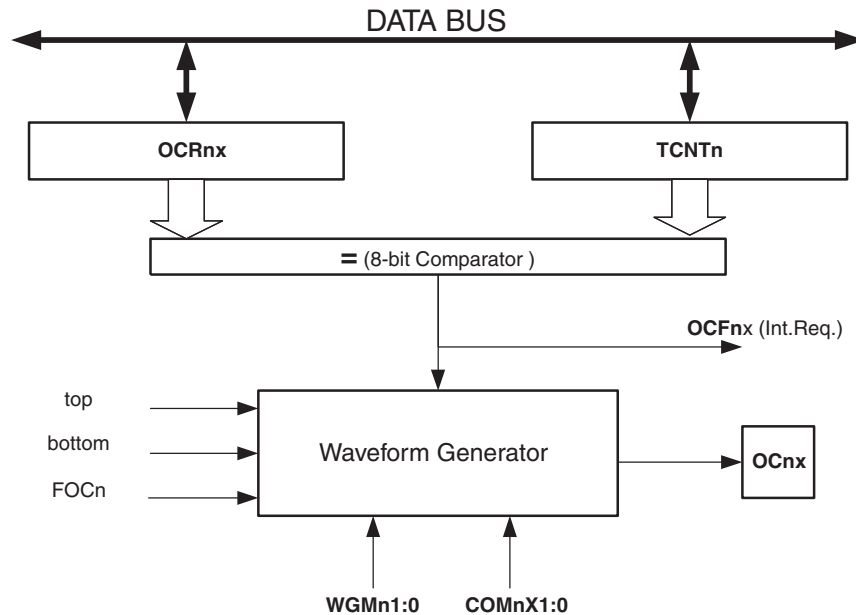 DATA BUS
OCRnx
TCNTn
= (8-bit Comparator )
OCFnx (Int.Req.)
top
bottom
FOCn
Waveform Generator
OCnx
WGMn1:0
COMnX1:0